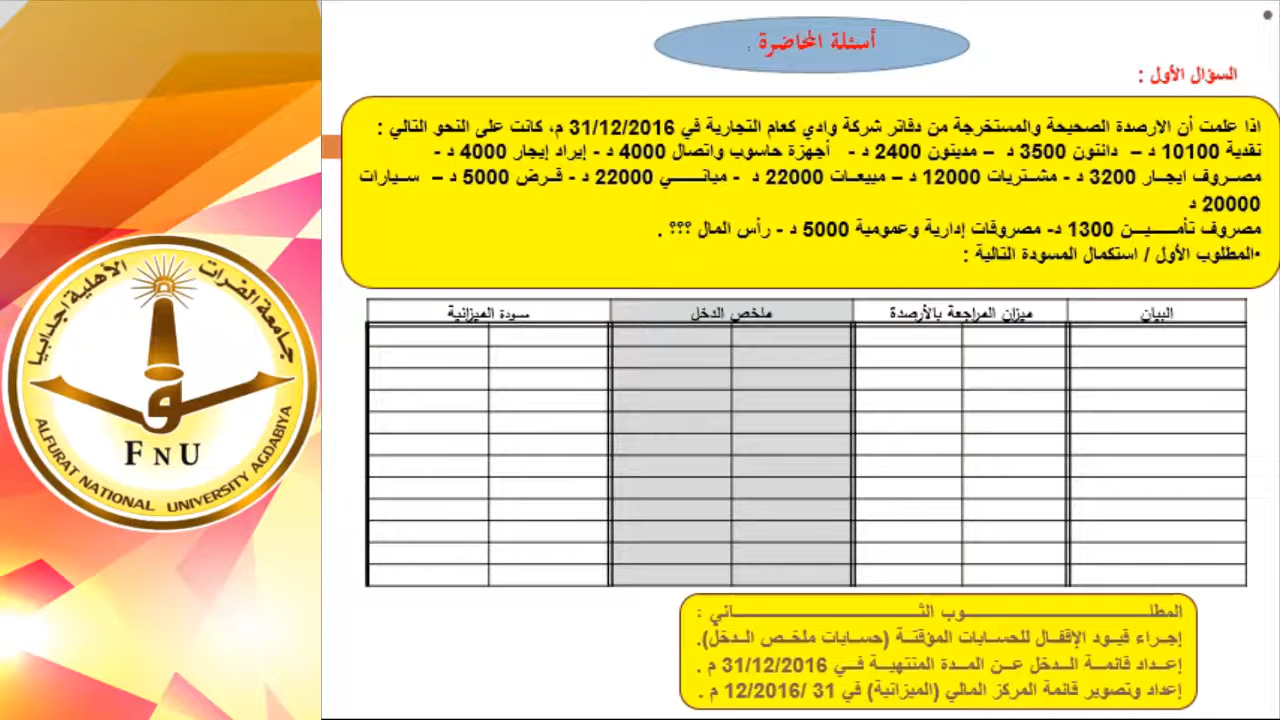 أسئلة المحاضرة .
السؤال الأول :
اذا علمت أن الارصدة الصحيحة والمستخرجة من دفاتر شركة وادي كعام التجارية في 31/12/2016 م، كانت على النحو التالي :
نقدية 10100 د – دائنون 3500 د – مدينون 2400 د - أجهزة حاسوب واتصال 4000 د - إيراد إيجار 4000 د -
مصروف ايجار 3200 د - مشتريات 12000 د – مبيعات 22000 د - مباني 22000 د - قرض 5000 د – سيارات
20000 د
مصروف تأمين 1300 د- مصروفات إدارية وعمومية 5000 د - رأس المال ؟؟؟ .
•المطلوب الأول / استكمال المسودة التالية :
البيان ميزان المراجعة بالأرصدة ملخص الدخل مسودة الميزانية
المطلوب الثاني :
إجراء قيود الإقفال للحسابات المؤقتة (حسابات ملخص الدخل).
إعداد قائمة الدخل عن المدة المنتهية في 31/12/2016 م .
إعداد وتصوير قائمة المركز المالي (الميزانية) في 31 /12/2016 م .
جامعة الفرات الأهلية إجدابيا
FNU
ALFURAT NATIONAL UNIVERSITY AGDABIYA